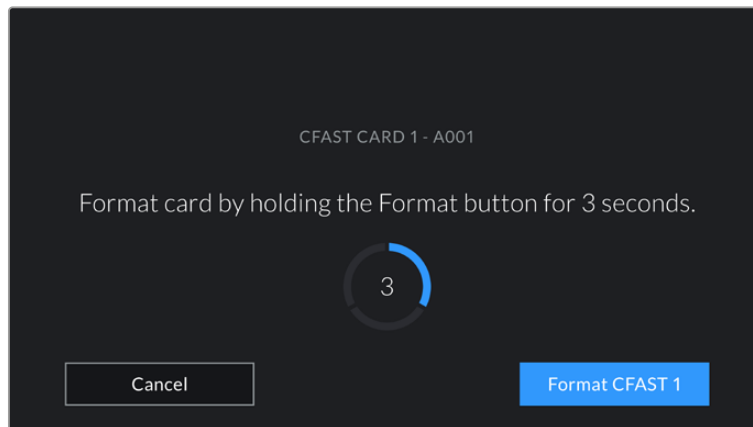 CFAST CARD 1 - A001
Format card by holding the Format button for 3 seconds.
3
Cancel
Format CFAST 1